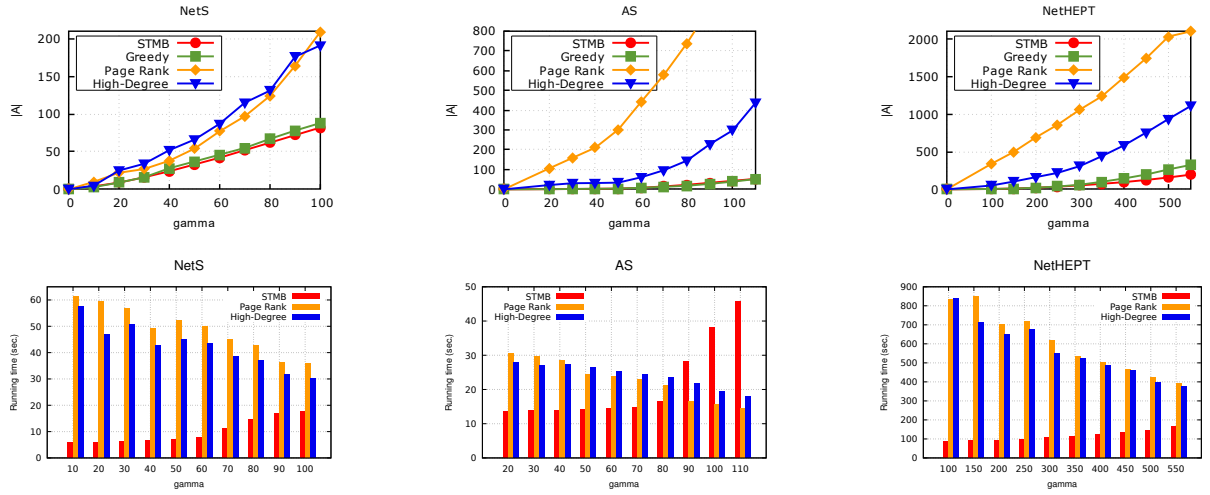 NetS
|A|
200
150
100
50
0
STMB
Greedy
Page Rank
High-Degree
0 20 40 60 80 100
gamma
AS
|A|
800
700
600
500
400
300
200
100
0
STMB
Greedy
Page Rank
High-Degree
0 20 40 60 80 100
gamma
NetHEPT
|A|
2000
1500
1000
500
0
STMB
Greedy
Page Rank
High-Degree
0 100 200 300 400 500
gamma
NetS
Running time (sec.)
60
50
40
30
20
10
0
STMB
Page Rank
High-Degree
10 20 30 40 50 60 70 80 90 100
gamma
AS
Running time (sec.)
50
40
30
20
10
0
STMB
Page Rank
High-Degree
20 30 40 50 60 70 80 90 100 110
gamma
NetHEPT
Running time (sec.)
900
800
700
600
500
400
300
200
100
0
STMB
Page Rank
High-Degree
100 150 200 250 300 350 400 450 500 550
gamma